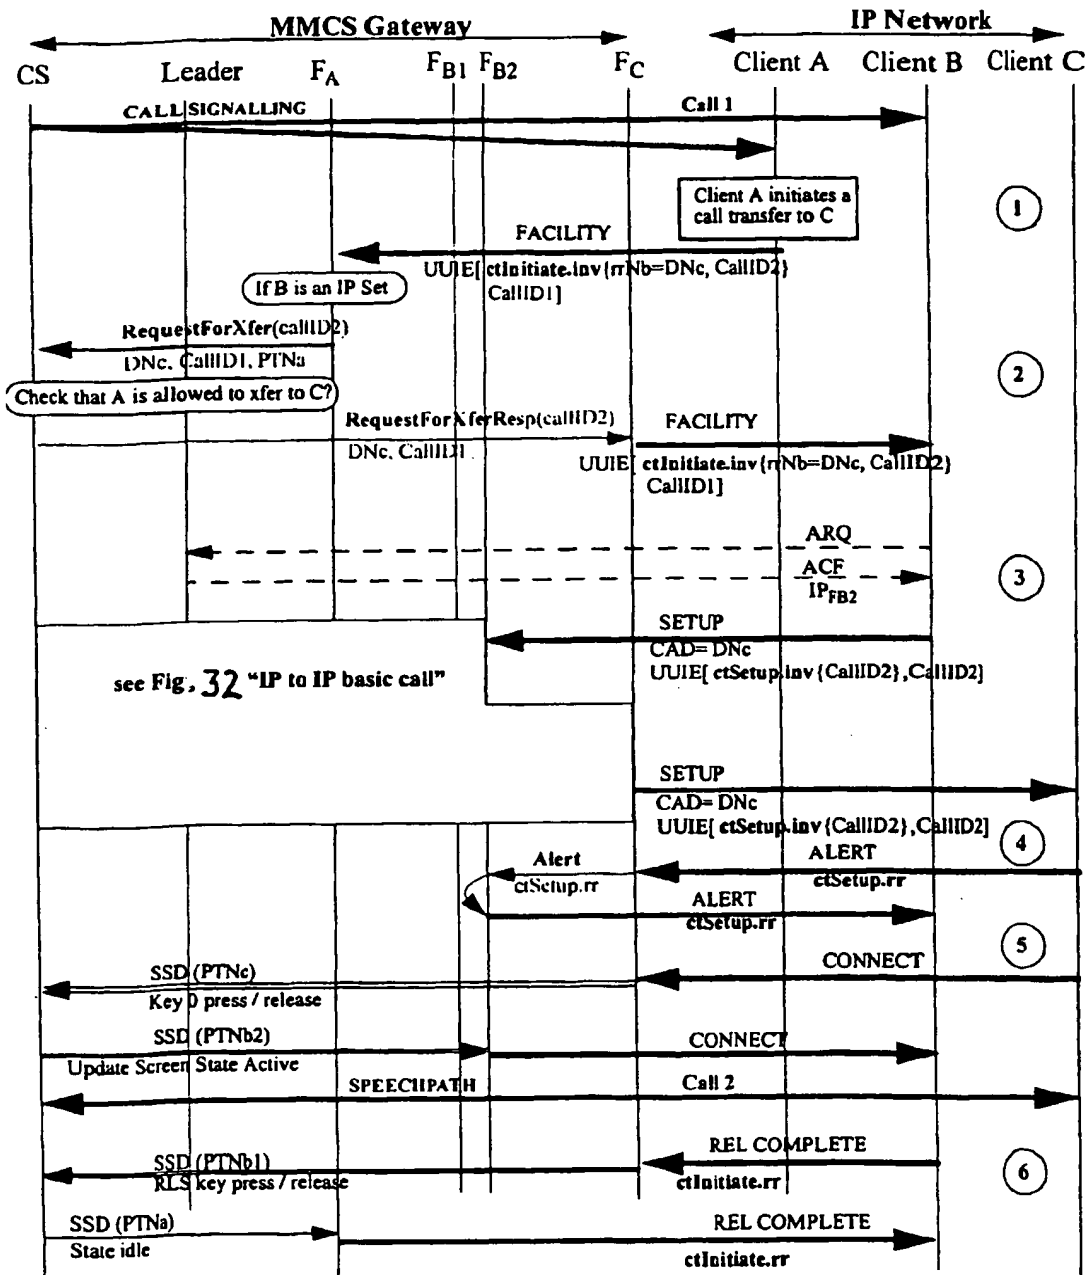 MMCS Gateway
IP Network
CS
Leader
F_A
F_B1
F_B2
F_C
Client A
Client B
Client C
CALL SIGNALLING
Call 1
Client A initiates a
call transfer to C
1
FACILITY
UUIE[ ctInitiate.inv{rrNb=DNc, CallID2}
CallID1]
If B is an IP Set
RequestForXfer(callID2)
DNc, CallID1, PTNa
2
Check that A is allowed to xfer to C?
RequestForXferResp(callID2)
DNc, CallID1
FACILITY
UUIE[ ctInitiate.inv{rrNb=DNc, CallID2}
CallID1]
ARQ
ACF
IP_FB2
3
SETUP
CAD= DNc
UUIE[ ctSetup.inv{CallID2},CallID2]
see Fig. 32 "IP to IP basic call"
SETUP
CAD= DNc
UUIE[ ctSetup.inv{CallID2},CallID2]
4
Alert
ctSetup.rr
ALERT
ctSetup.rr
ALERT
ctSetup.rr
5
CONNECT
SSD (PTNc)
Key 0 press / release
SSD (PTNb2)
Update Screen State Active
CONNECT
SPEECHPATH
Call 2
REL COMPLETE
ctInitiate.rr
6
SSD (PTNb1)
RLS key press / release
SSD (PTNa)
State idle
REL COMPLETE
ctInitiate.rr